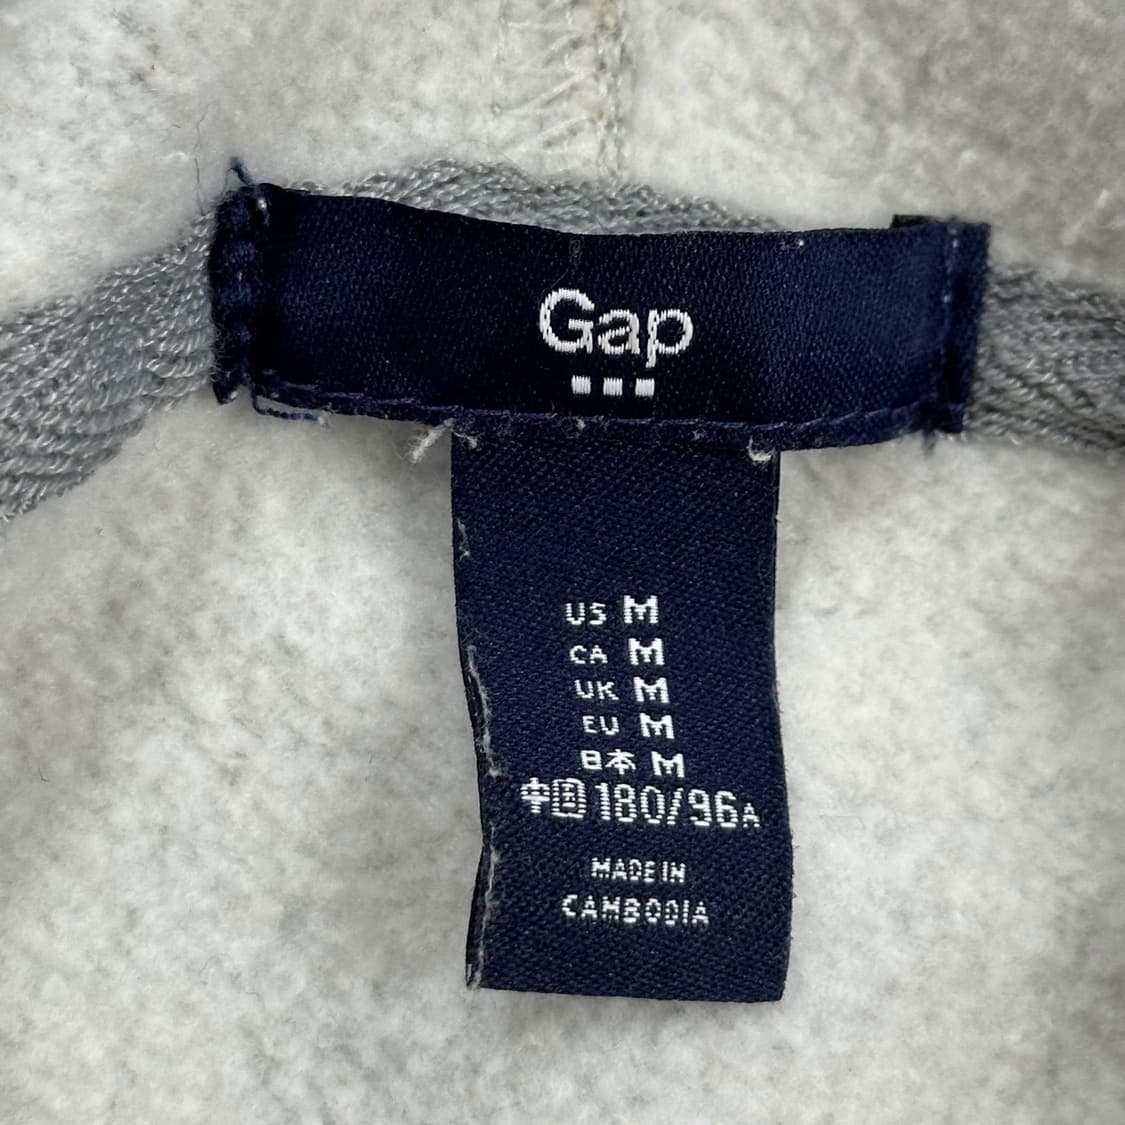 Gap
US M
CA M
UK M
EU M
日本 M
中国 180/96A
MADE IN
CAMBODIA